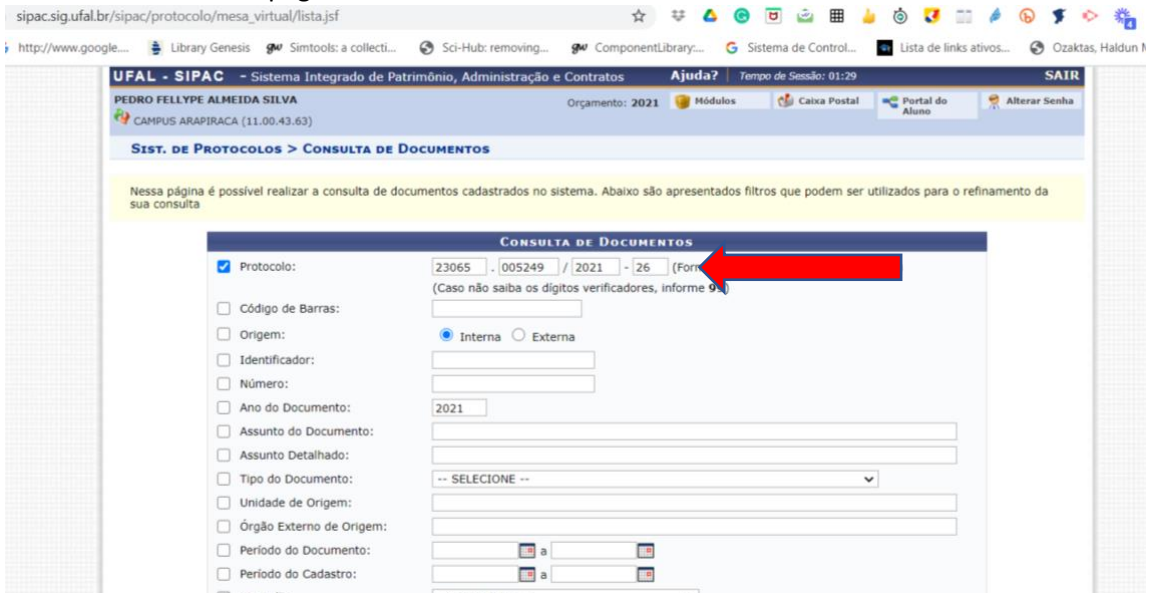 sipac.sig.ufal.br/sipac/protocolo/mesa_virtual/lista.jsf
http://www.google.... Library Genesis Simtools: a collecti... Sci-Hub: removing... ComponentLibrary:... Sistema de Control... Lista de links ativos... Ozaktas, Haldun
UFAL - SIPAC - Sistema Integrado de Patrimônio, Administração e Contratos Ajuda? Tempo de Sessão: 01:29 SAIR
PEDRO FELLYPE ALMEIDA SILVA Orçamento: 2021 Módulos Caixa Postal Portal do Aluno Alterar Senha
CAMPUS ARAPIRACA (11.00.43.63)
SIST. DE PROTOCOLOS > CONSULTA DE DOCUMENTOS
Nessa página é possível realizar a consulta de documentos cadastrados no sistema. Abaixo são apresentados filtros que podem ser utilizados para o refinamento da
sua consulta
CONSULTA DE DOCUMENTOS
Protocolo: 23065 . 005249 / 2021 - 26
(Caso não saiba os dígitos verificadores, informe
Código de Barras:
Origem: Interna Externa
Identificador:
Número:
Ano do Documento: 2021
Assunto do Documento:
Assunto Detalhado:
Tipo do Documento: -- SELECIONE --
Unidade de Origem:
Órgão Externo de Origem:
Período do Documento: a
Período do Cadastro: a